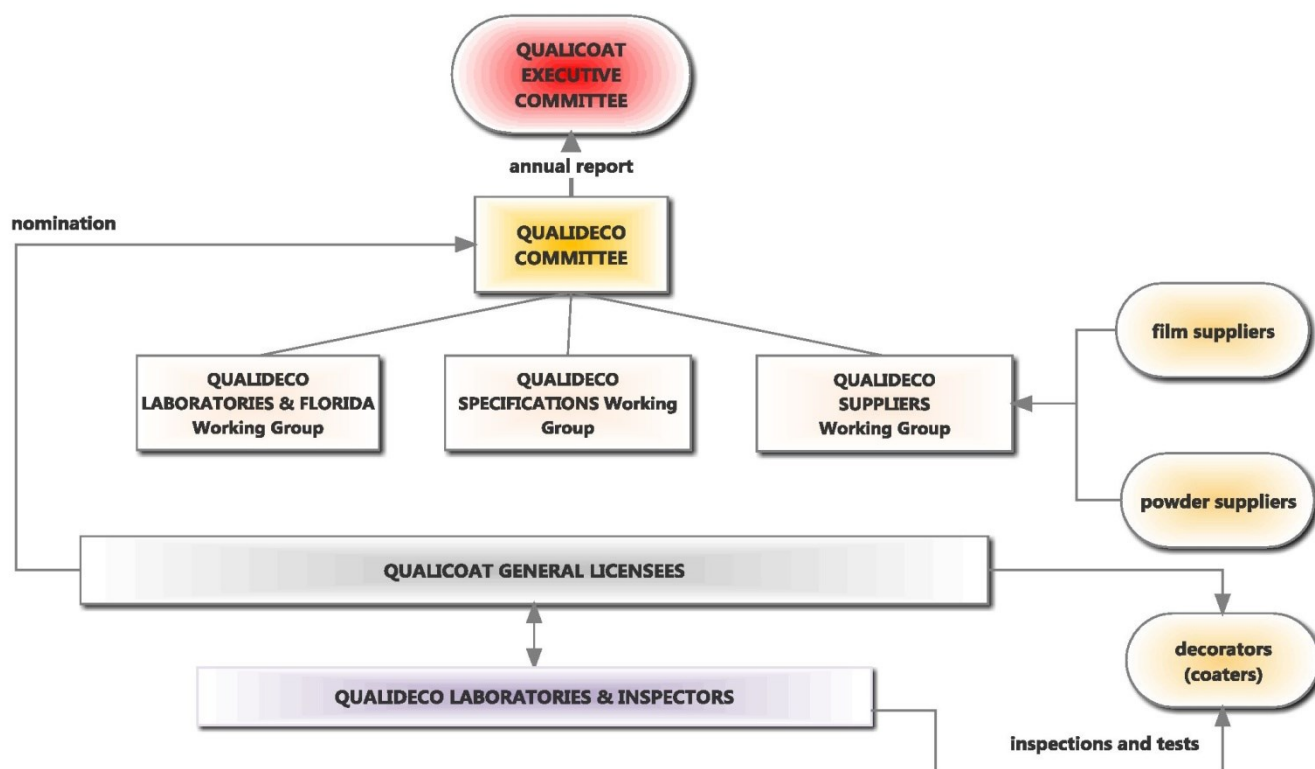 QUALICOAT
EXECUTIVE
COMMITTEE
annual report
nomination
QUALIDECO
COMMITTEE
film suppliers
QUALIDECO
LABORATORIES & FLORIDA
Working Group
QUALIDECO
SPECIFICATIONS Working
Group
QUALIDECO
SUPPLIERS
Working Group
powder suppliers
QUALICOAT GENERAL LICENSEES
decorators
(coaters)
QUALIDECO LABORATORIES & INSPECTORS
inspections and tests